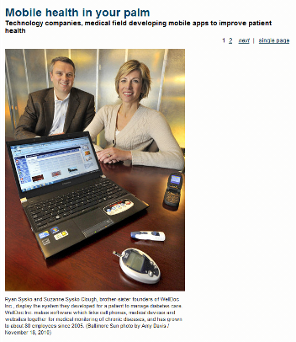 Mobile health in your palm
Technology companies, medical field developing mobile apps to improve patient
health
1 2 next | single page
Ryan Sysko and Suzanne Sysko Clough, brother-sister founders of WellDoc
Inc., display the system they developed for a patient to manage diabetes care.
WellDoc Inc. makes software which links cell phones, medical devices and
websites together for medical monitoring of chronic diseases, and has grown
to about 80 employees since 2005. (Baltimore Sun photo by Amy Davis /
November 18, 2010)